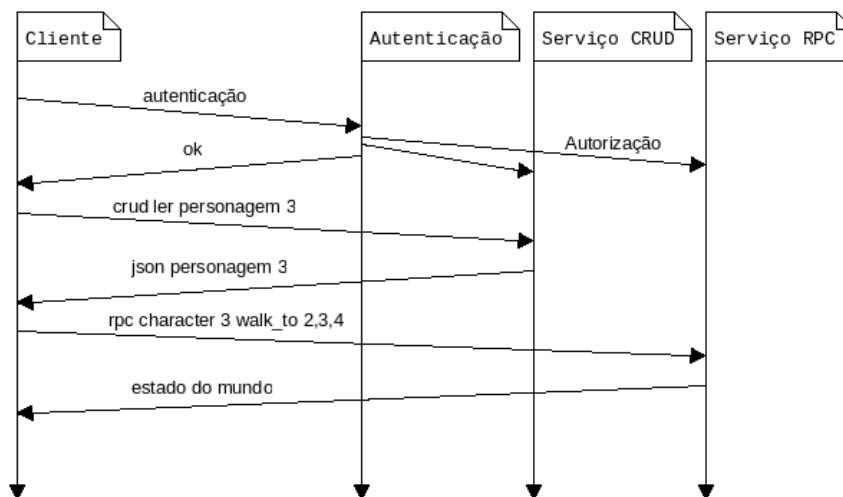 Cliente
Autenticação
Serviço CRUD
Serviço RPC
autenticação
Autorização
ok
crud ler personagem 3
json personagem 3
rpc character 3 walk_to 2,3,4
estado do mundo